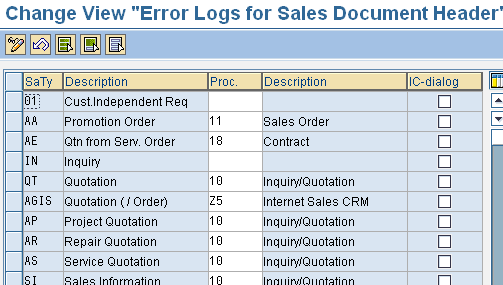 Change View "Error Logs for Sales Document Header"
SaTy Description Proc. Description IC-dialog
01 Cust.Independent Req
AA Promotion Order 11 Sales Order
AE Qtn from Serv. Order 18 Contract
IN Inquiry
QT Quotation 10 Inquiry/Quotation
AGIS Quotation ( / Order) Z5 Internet Sales CRM
AP Project Quotation 10 Inquiry/Quotation
AR Repair Quotation 10 Inquiry/Quotation
AS Service Quotation 10 Inquiry/Quotation
SI Sales Information 10 Inquiry/Quotation